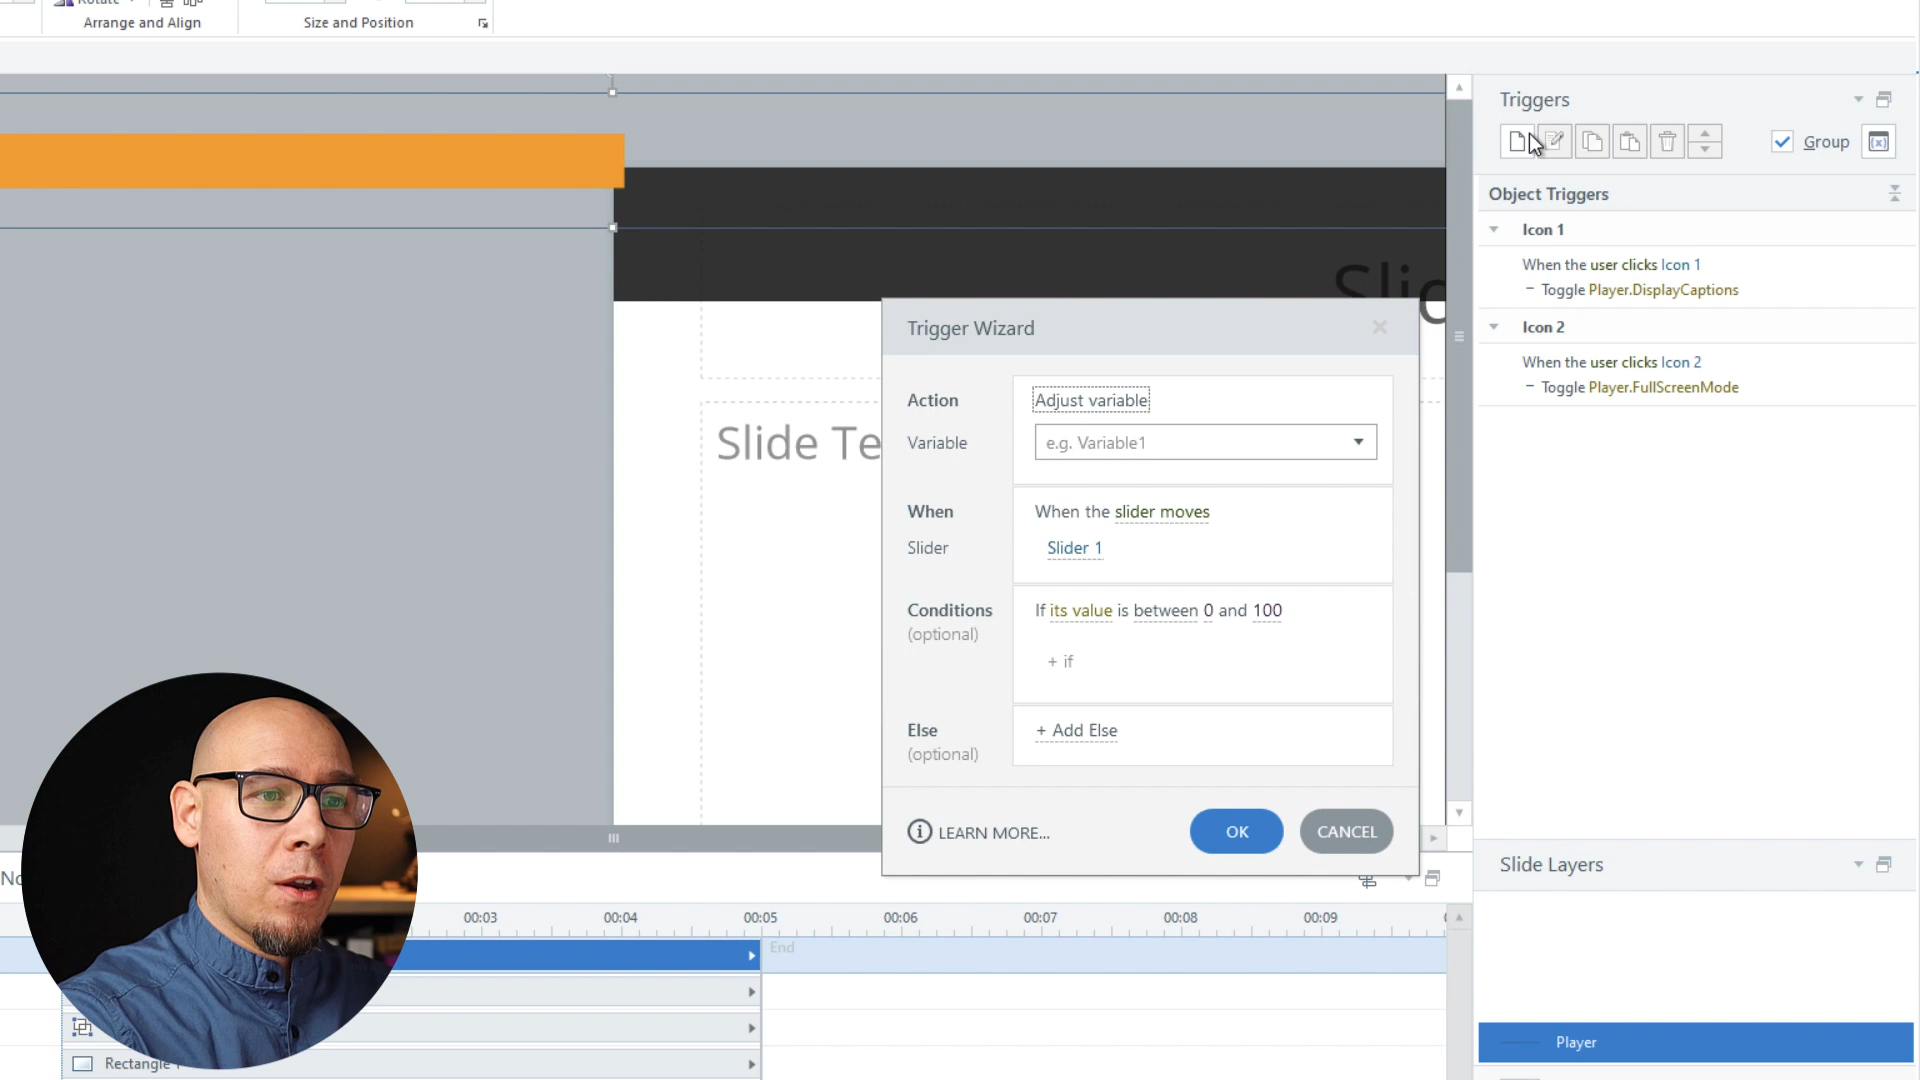 Rotate
Arrange and Align
Size and Position
Triggers
Group
Object Triggers
Icon 1
When the user clicks Icon 1
– Toggle Player.DisplayCaptions
Icon 2
When the user clicks Icon 2
– Toggle Player.FullScreenMode
Slide Te
Trigger Wizard
Action
Adjust variable
Variable
e.g. Variable1
When
When the slider moves
Slider
Slider 1
Conditions
(optional)
If its value is between 0 and 100
+ if
Else
(optional)
+ Add Else
LEARN MORE...
OK
CANCEL
00:03
00:04
00:05
00:06
00:07
00:08
00:09
End
Rectangle
Slide Layers
Player